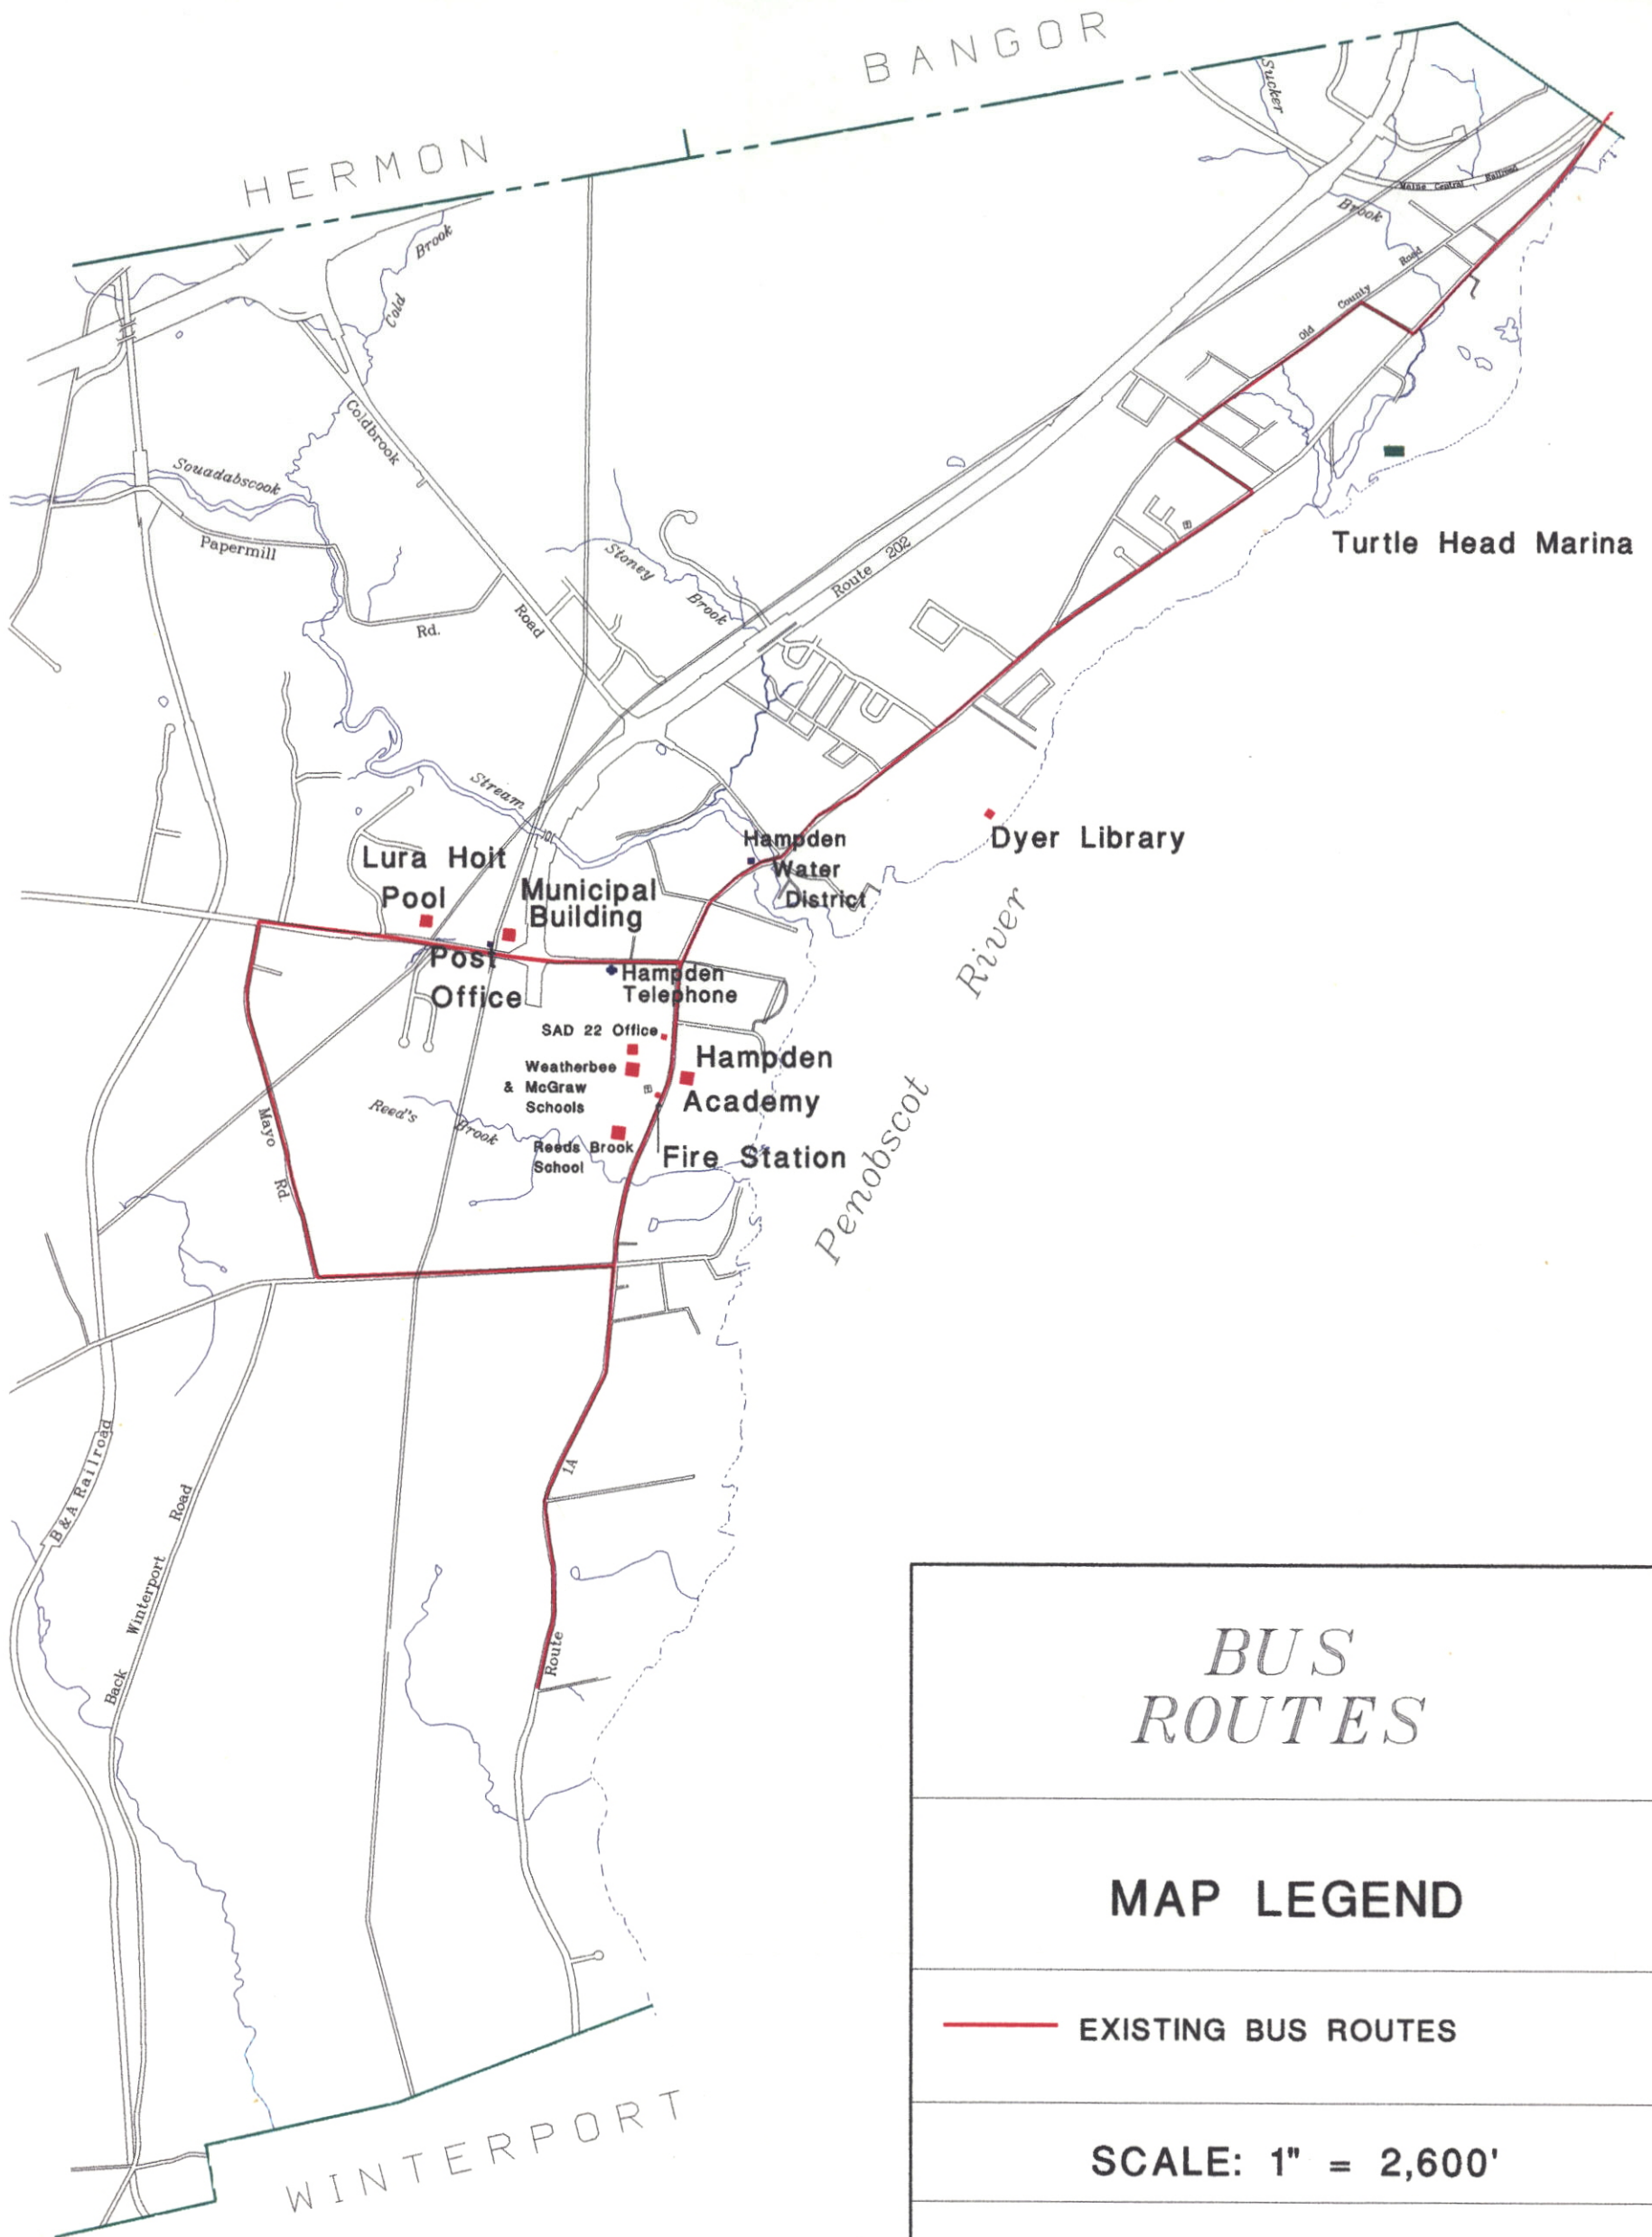 BANGOR
HERMON
Sucker
Brook
Maine Central Railroad
Old County Road
Cold Brook
Coldbrook
Road
Souadabscook
Stream
Papermill
Rd.
Stoney
Brook
Route 202
Turtle Head Marina
Dyer Library
Hampden
Water
District
Lura Hoit
Pool
Municipal
Building
Post
Office
Hampden
Telephone
SAD 22 Office
Weatherbee
& McGraw
Schools
Hampden
Academy
Reed's
Brook
Reeds Brook
School
Fire Station
Penobscot River
Mayo
Rd.
B & A Railroad
Back Winterport Road
Route 1A
WINTERPORT
BUS
ROUTES
MAP LEGEND
EXISTING BUS ROUTES
SCALE: 1" = 2,600'